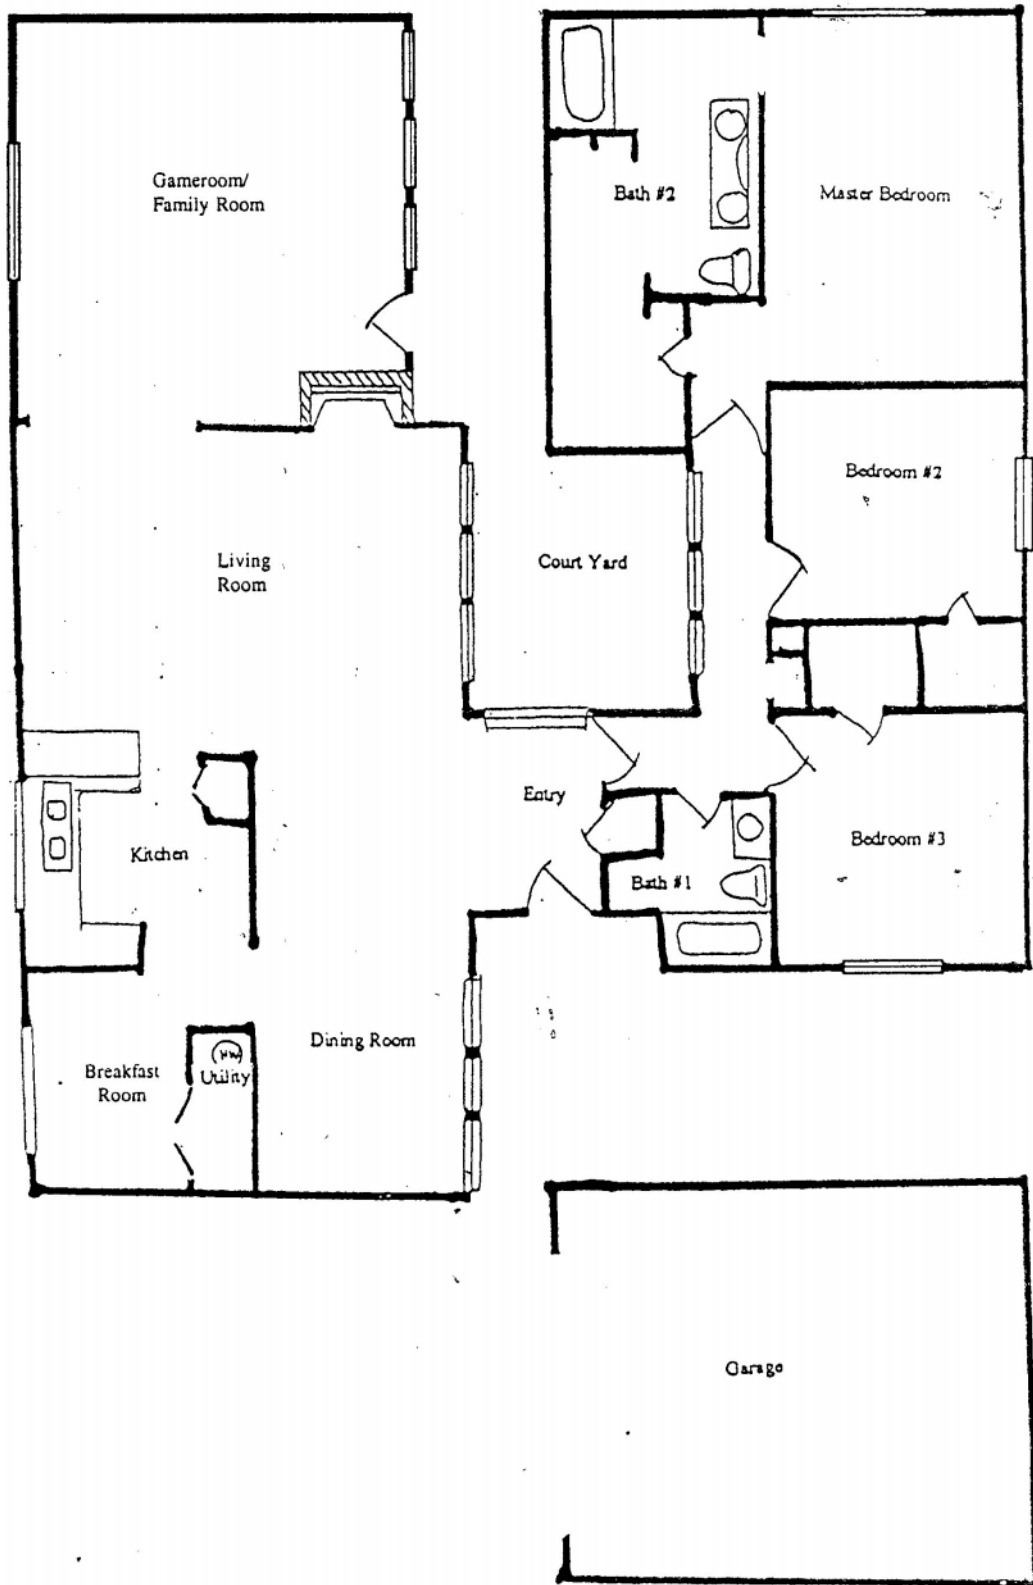 Gameroom/
Family Room
Bath #2
Master Bedroom
Bedroom #2
Living
Room
Court Yard
Entry
Kitchen
Bath #1
Bedroom #3
Dining Room
HW
Utility
Breakfast
Room
Garage